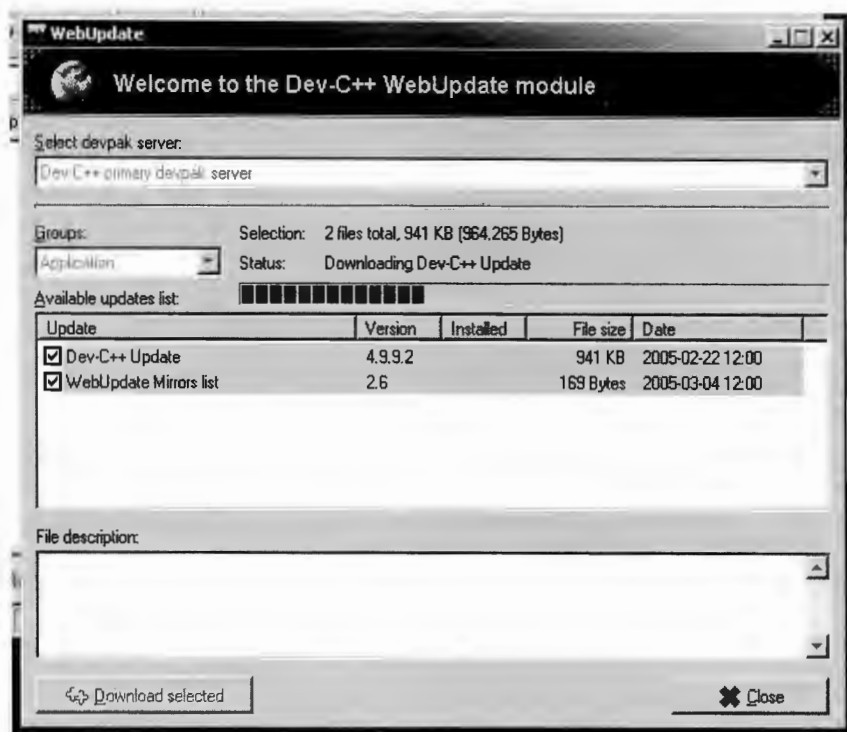 WebUpdate
Welcome to the Dev-C++ WebUpdate module
Select devpak server:
Dev-C++ primary devpak server
Groups:
Selection: 2 files total, 941 KB (964,265 Bytes)
Application
Status: Downloading Dev-C++ Update
Available updates list:
Update Version Installed File size Date
Dev-C++ Update 4.9.9.2 941 KB 2005-02-22 12:00
WebUpdate Mirrors list 2.6 169 Bytes 2005-03-04 12:00
File description:
Download selected
Close